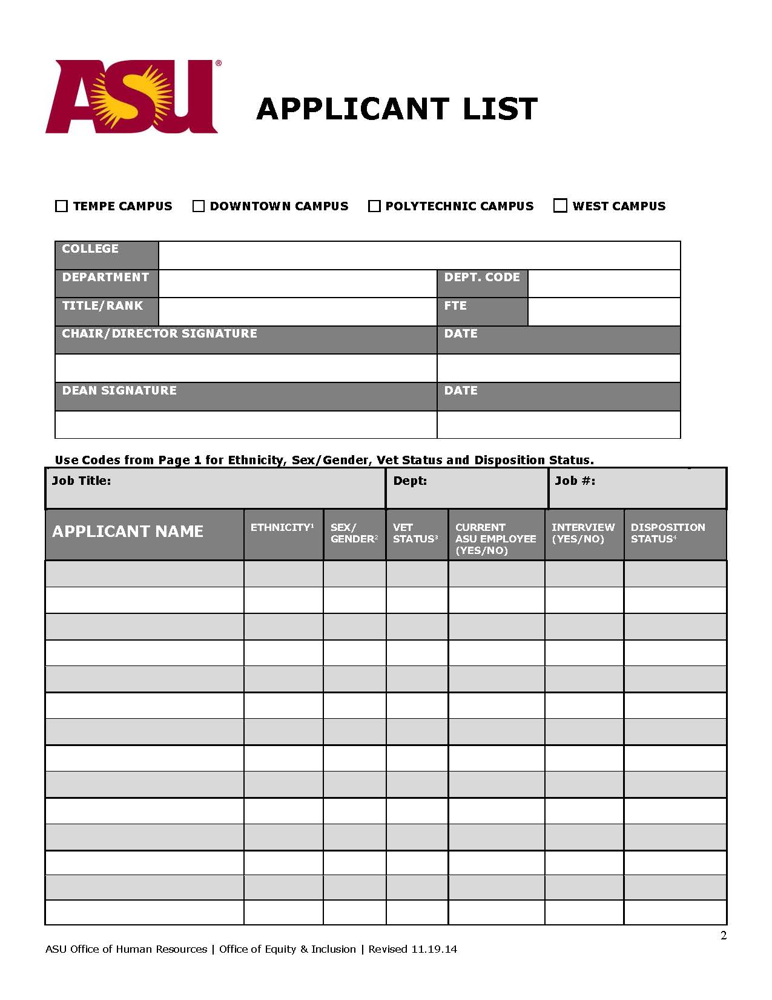 ASU®
APPLICANT LIST
TEMPE CAMPUS DOWNTOWN CAMPUS POLYTECHNIC CAMPUS WEST CAMPUS
COLLEGE
DEPARTMENT DEPT. CODE
TITLE/RANK FTE
CHAIR/DIRECTOR SIGNATURE DATE
DEAN SIGNATURE DATE
Use Codes from Page 1 for Ethnicity, Sex/Gender, Vet Status and Disposition Status.
Job Title: Dept: Job #:
APPLICANT NAME ETHNICITY¹ SEX/ VET CURRENT INTERVIEW DISPOSITION
GENDER² STATUS³ ASU EMPLOYEE (YES/NO) STATUS⁴
(YES/NO)
2
ASU Office of Human Resources | Office of Equity & Inclusion | Revised 11.19.14